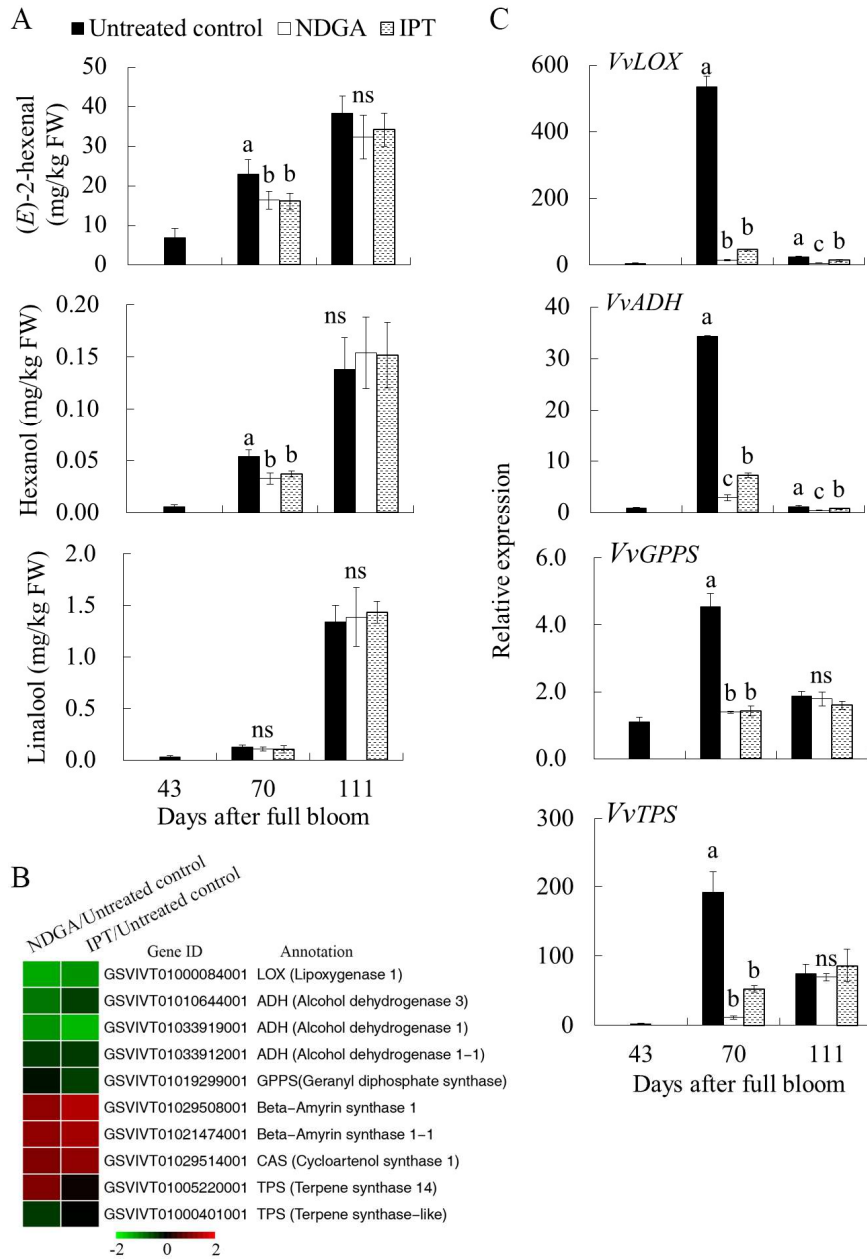 A
Untreated control NDGA IPT
(E)-2-hexenal
(mg/kg FW)
50
40
30
20
10
0
a
b b
ns
Hexanol (mg/kg FW)
0.20
0.15
0.10
0.05
0.00
a
b b
ns
Linalool (mg/kg FW)
2.0
1.5
1.0
0.5
0.0
ns
ns
43 70 111
Days after full bloom
B
NDGA/Untreated control
IPT/Untreated control
Gene ID Annotation
GSVIVT01000084001 LOX (Lipoxygenase 1)
GSVIVT01010644001 ADH (Alcohol dehydrogenase 3)
GSVIVT01033919001 ADH (Alcohol dehydrogenase 1)
GSVIVT01033912001 ADH (Alcohol dehydrogenase 1-1)
GSVIVT01019299001 GPPS(Geranyl diphosphate synthase)
GSVIVT01029508001 Beta-Amyrin synthase 1
GSVIVT01021474001 Beta-Amyrin synthase 1-1
GSVIVT01029514001 CAS (Cycloartenol synthase 1)
GSVIVT01005220001 TPS (Terpene synthase 14)
GSVIVT01000401001 TPS (Terpene synthase-like)
-2 0 2
C
Relative expression
VvLOX
600
400
200
0
a
b b
a c b
VvADH
40
30
20
10
0
a
c b
a c b
VvGPPS
6.0
4.0
2.0
0.0
a
b b
ns
VvTPS
300
200
100
0
a
b b
ns
43 70 111
Days after full bloom